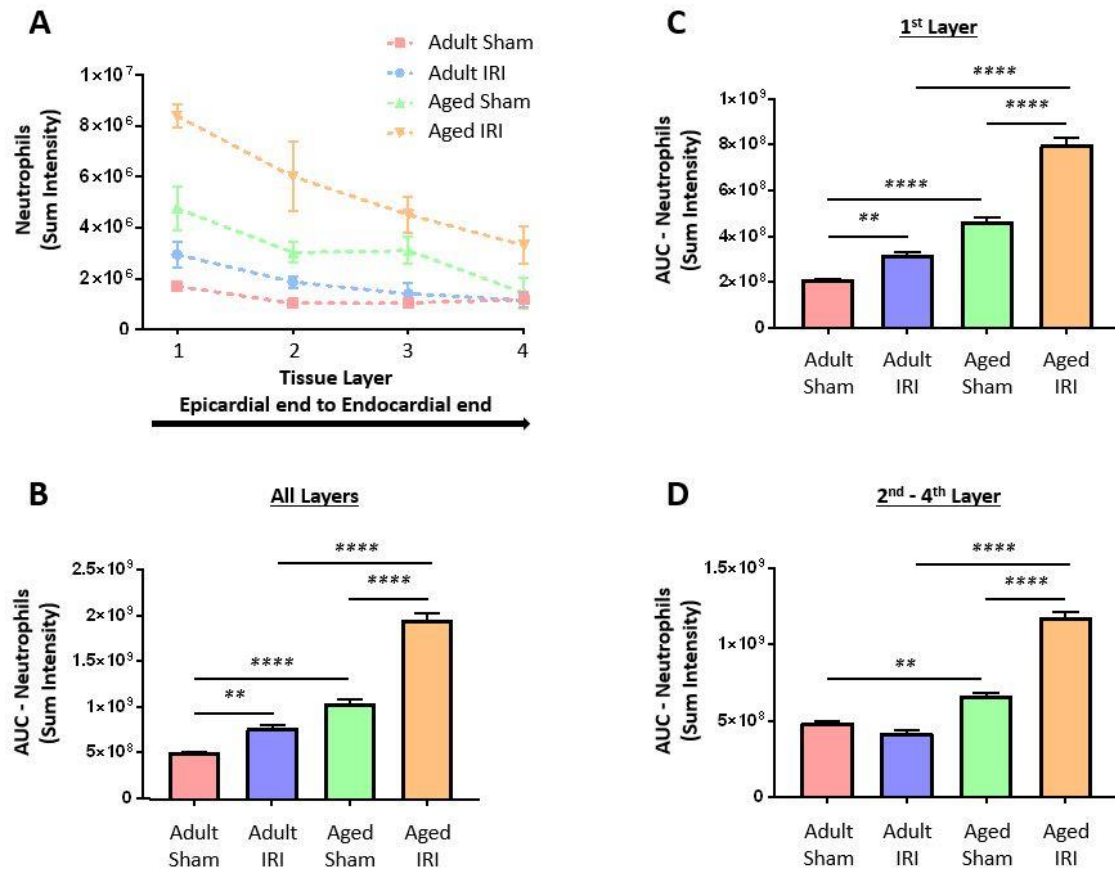 A
Adult Sham
Adult IRI
Aged Sham
Aged IRI
Neutrophils
(Sum Intensity)
1×10⁷
8×10⁶
6×10⁶
4×10⁶
2×10⁶
0
1 2 3 4
Tissue Layer
Epicardial end to Endocardial end
C
1st Layer
AUC - Neutrophils
(Sum Intensity)
1×10⁹
8×10⁸
6×10⁸
4×10⁸
2×10⁸
0
****
****
****
**
Adult Adult Aged Aged
Sham IRI Sham IRI
B
All Layers
AUC - Neutrophils
(Sum Intensity)
2.5×10⁹
2×10⁹
1.5×10⁹
1×10⁹
5×10⁸
0
****
****
****
**
Adult Adult Aged Aged
Sham IRI Sham IRI
D
2nd - 4th Layer
AUC - Neutrophils
(Sum Intensity)
1.5×10⁹
1×10⁹
5×10⁸
0
****
****
**
Adult Adult Aged Aged
Sham IRI Sham IRI